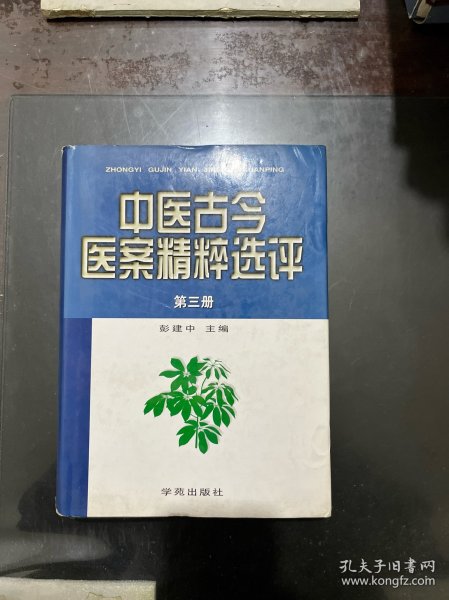 ZHONGYI GUJIN YIAN
中医古今
医案精粹选评
第三册
彭建中 主编
学苑出版社
孔夫子旧书网
www.kongfz.com